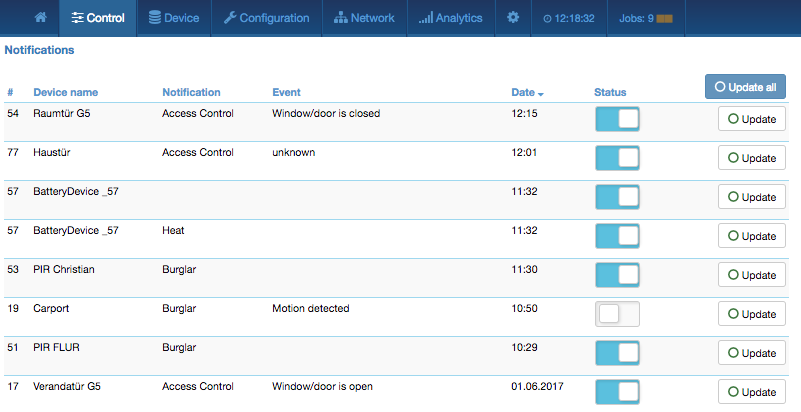 Control Device Configuration Network Analytics 12:18:32 Jobs: 9
Notifications
Update all
# Device name Notification Event Date Status
54 Raumtür G5 Access Control Window/door is closed 12:15 Update
77 Haustür Access Control unknown 12:01 Update
57 BatteryDevice _57 11:32 Update
57 BatteryDevice _57 Heat 11:32 Update
53 PIR Christian Burglar 11:30 Update
19 Carport Burglar Motion detected 10:50 Update
51 PIR FLUR Burglar 10:29 Update
17 Verandatür G5 Access Control Window/door is open 01.06.2017 Update